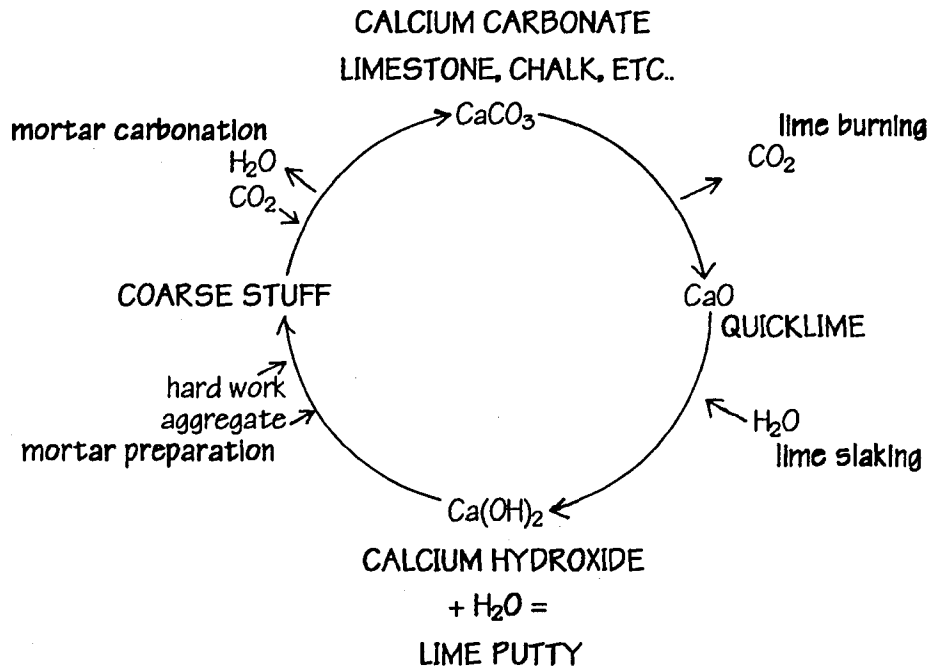 CALCIUM CARBONATE
LIMESTONE, CHALK, ETC..
CaCO₃
mortar carbonation
H₂O
CO₂
lime burning
CO₂
COARSE STUFF
CaO
QUICKLIME
hard work
aggregate
mortar preparation
H₂O
lime slaking
Ca(OH)₂
CALCIUM HYDROXIDE
+ H₂O =
LIME PUTTY